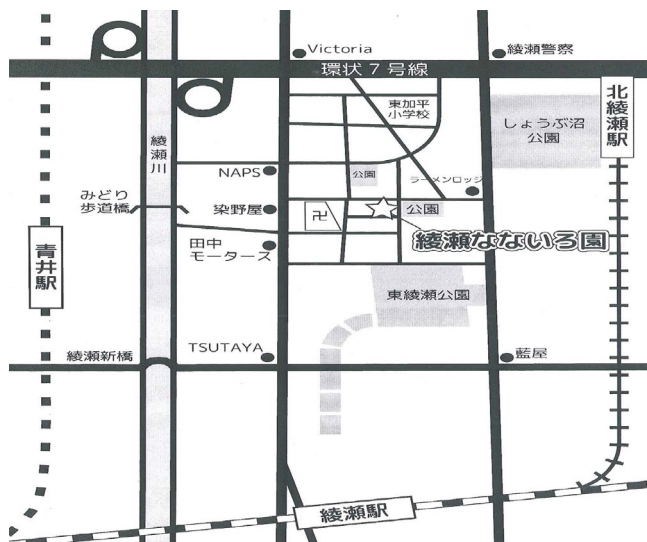 Victoria
綾瀬警察
環状7号線
東加平
小学校
しょうぶ沼
公園
北綾瀬駅
綾瀬川
NAPS
公園
ラーメンロッジ
みどり
歩道橋
染野屋
卍
公園
青井駅
田中
モータース
綾瀬なないろ園
東綾瀬公園
綾瀬新橋
TSUTAYA
藍屋
綾瀬駅